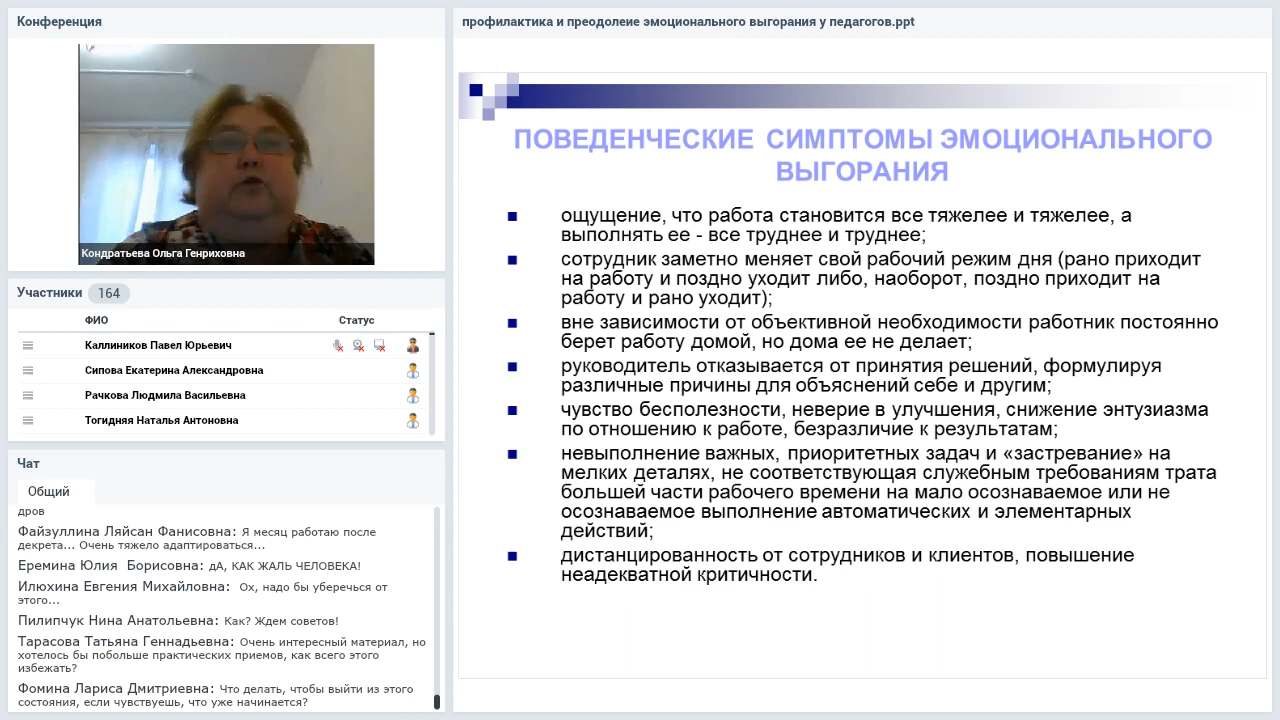 Конференция
Кондратьева Ольга Генриховна
Участники 164
ФИО Статус
Каллиников Павел Юрьевич
Сипова Екатерина Александровна
Рачкова Людмила Васильевна
Тогидняя Наталья Антоновна
Чат
Общий
дров
Файзуллина Ляйсан Фанисовна: Я месяц работаю после
декрета... Очень тяжело адаптироваться...
Еремина Юлия Борисовна: дА, КАК ЖАЛЬ ЧЕЛОВЕКА!
Илюхина Евгения Михайловна: Ох, надо бы уберечься от
этого...
Пилипчук Нина Анатольевна: Как? Ждем советов!
Тарасова Татьяна Геннадьевна: Очень интересный материал, но
хотелось бы побольше практических приемов, как всего этого
избежать?
Фомина Лариса Дмитриевна: Что делать, чтобы выйти из этого
состояния, если чувствуешь, что уже начинается?
профилактика и преодолеие эмоционального выгорания у педагогов.ppt
ПОВЕДЕНЧЕСКИЕ СИМПТОМЫ ЭМОЦИОНАЛЬНОГО
ВЫГОРАНИЯ
ощущение, что работа становится все тяжелее и тяжелее, а
выполнять ее - все труднее и труднее;
сотрудник заметно меняет свой рабочий режим дня (рано приходит
на работу и поздно уходит либо, наоборот, поздно приходит на
работу и рано уходит);
вне зависимости от объективной необходимости работник постоянно
берет работу домой, но дома ее не делает;
руководитель отказывается от принятия решений, формулируя
различные причины для объяснений себе и другим;
чувство бесполезности, неверие в улучшения, снижение энтузиазма
по отношению к работе, безразличие к результатам;
невыполнение важных, приоритетных задач и «застревание» на
мелких деталях, не соответствующая служебным требованиям трата
большей части рабочего времени на мало осознаваемое или не
осознаваемое выполнение автоматических и элементарных
действий;
дистанцированность от сотрудников и клиентов, повышение
неадекватной критичности.